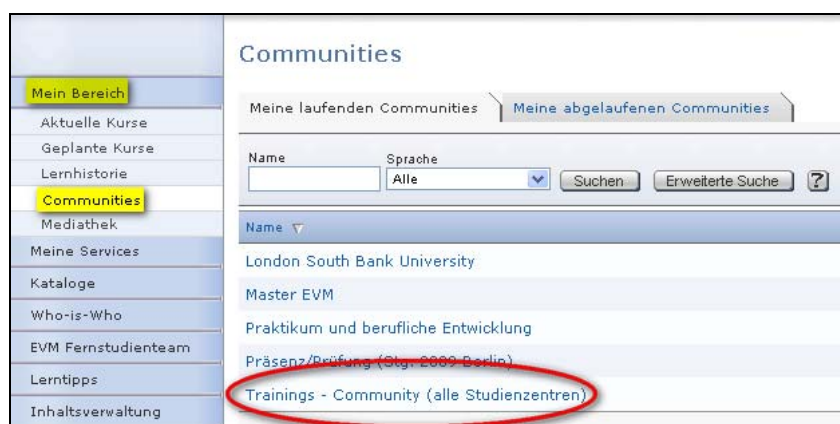 Communities
Mein Bereich
Aktuelle Kurse
Geplante Kurse
Lernhistorie
Communities
Mediathek
Meine Services
Kataloge
Who-is-Who
EVM Fernstudienteam
Lerntipps
Inhaltsverwaltung
Meine laufenden Communities Meine abgelaufenen Communities
Name Sprache
Alle Suchen Erweiterte Suche ?
Name
London South Bank University
Master EVM
Praktikum und berufliche Entwicklung
Präsenz/Prüfung (Stg. 2009 Berlin)
Trainings - Community (alle Studienzentren)